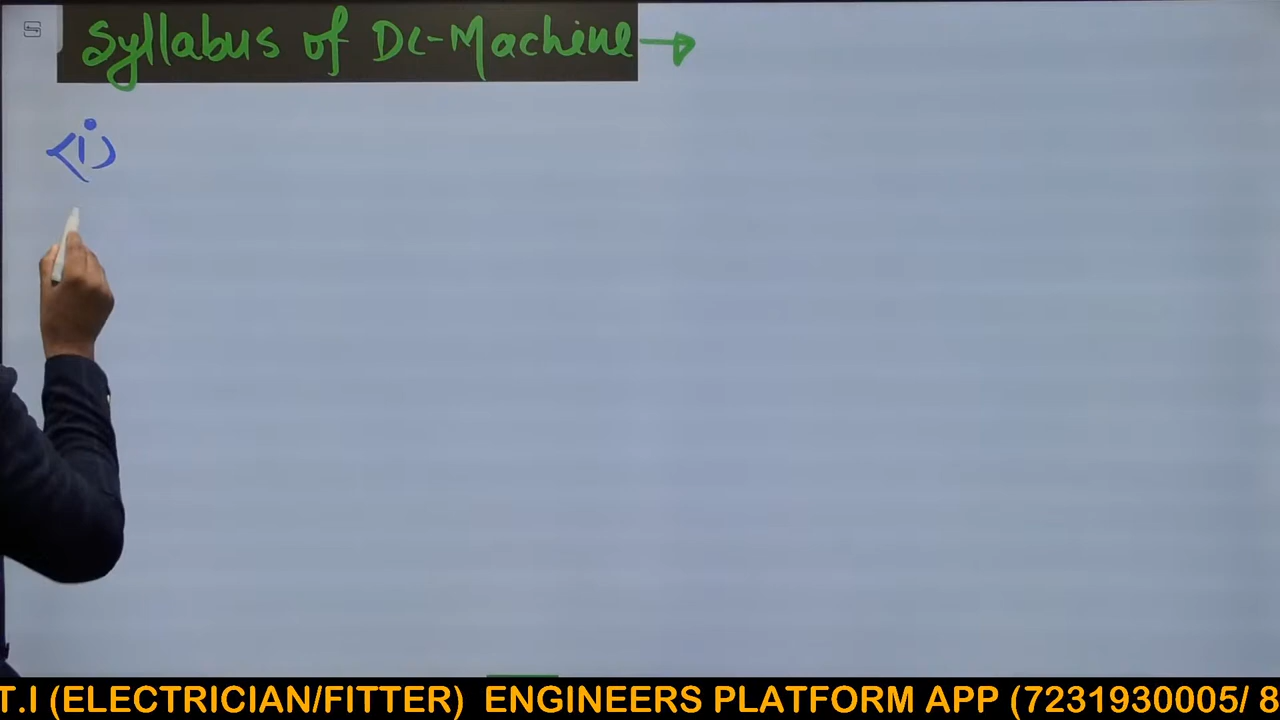 Syllabus of DC-Machine →
<i>
T.I (ELECTRICIAN/FITTER) ENGINEERS PLATFORM APP (7231930005/ 8